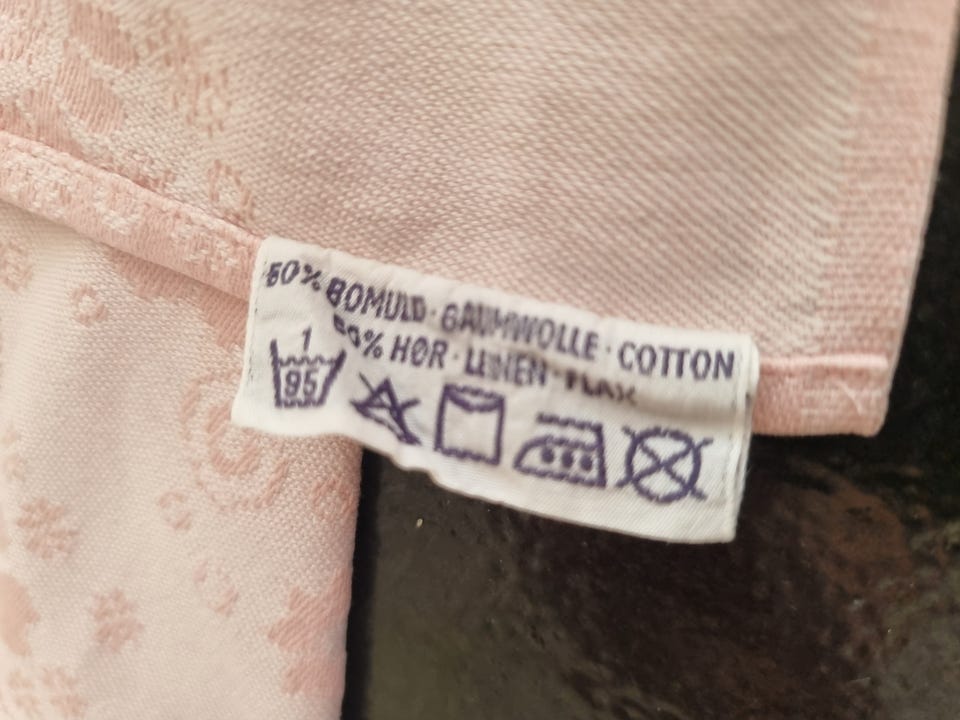 50% BOMULD · BAUMWOLLE · COTTON
50% HØR · LEINEN · FLAX
1
95